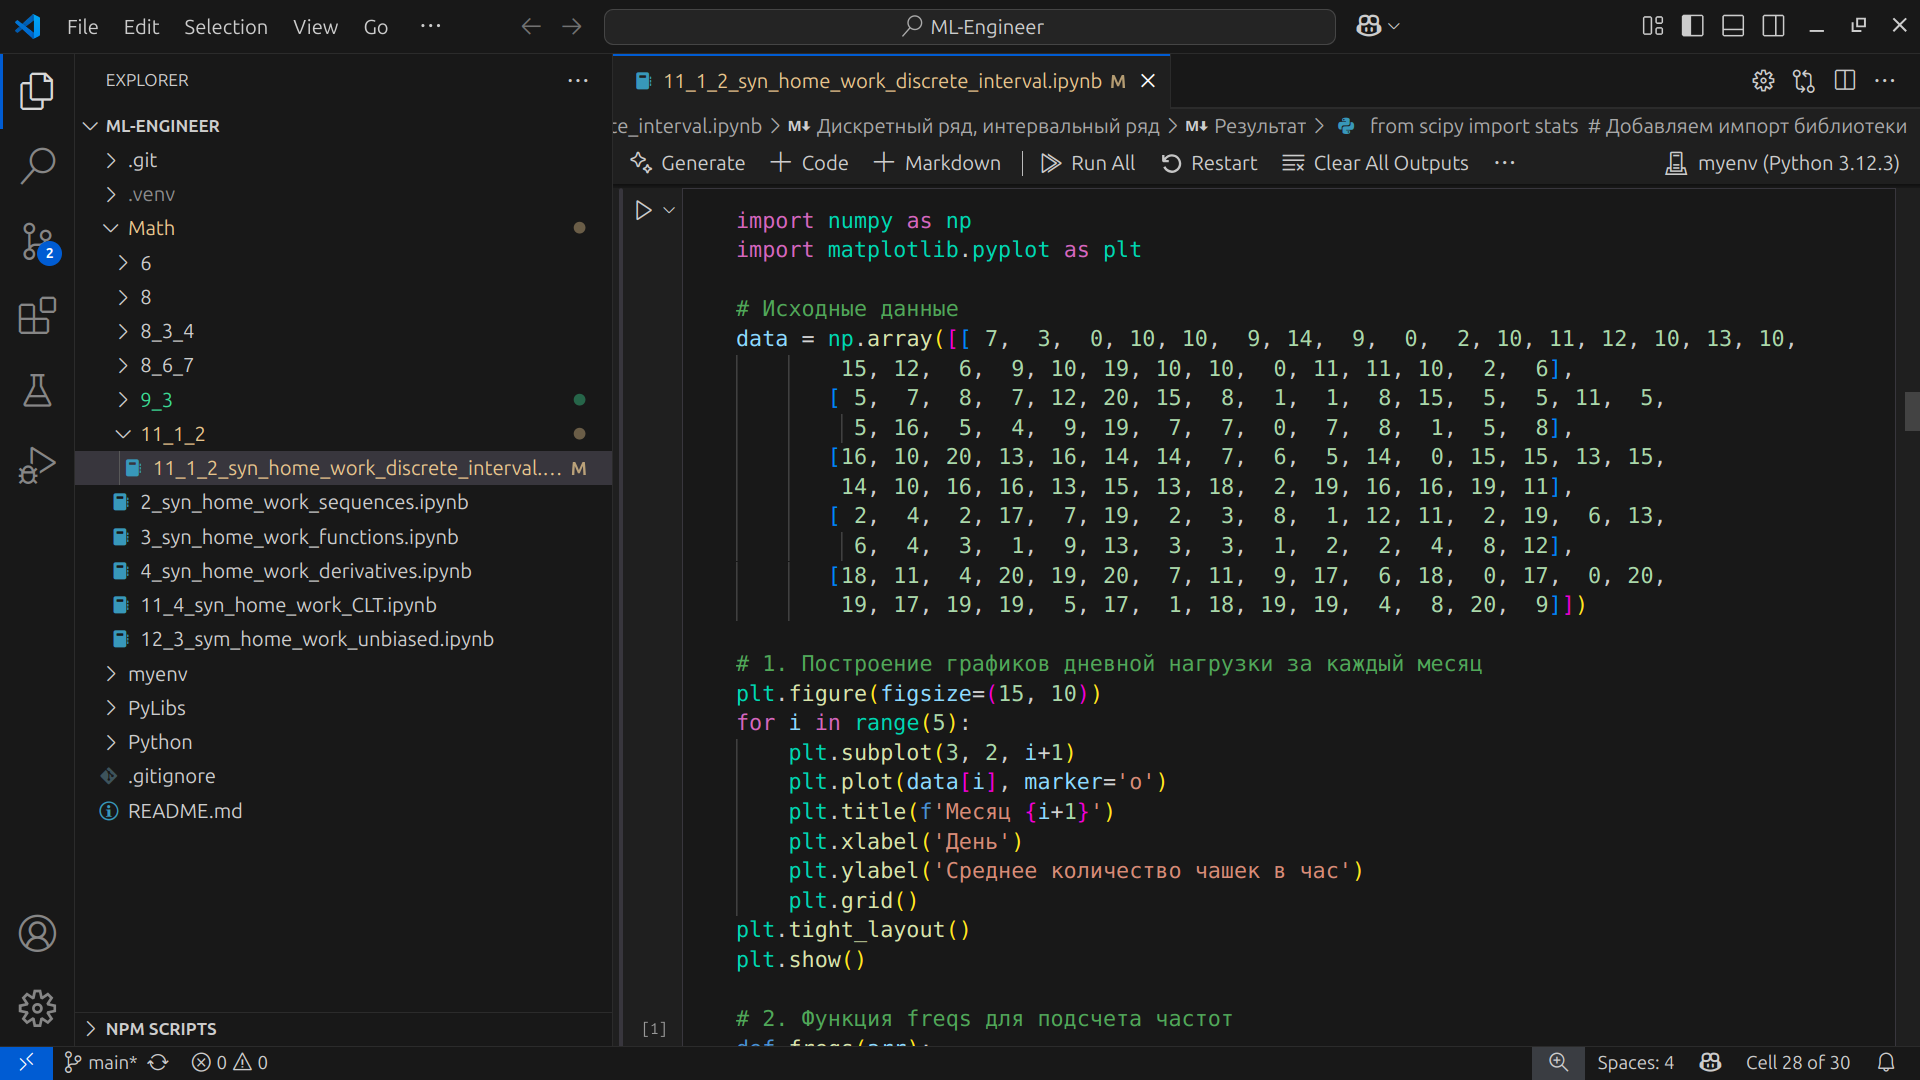 File Edit Selection View Go ···
ML-Engineer
EXPLORER
ML-ENGINEER
.git
.venv
Math
6
8
8_3_4
8_6_7
9_3
11_1_2
11_1_2_syn_home_work_discrete_interval.... M
2_syn_home_work_sequences.ipynb
3_syn_home_work_functions.ipynb
4_syn_home_work_derivatives.ipynb
11_4_syn_home_work_CLT.ipynb
12_3_sym_home_work_unbiased.ipynb
myenv
PyLibs
Python
.gitignore
README.md
NPM SCRIPTS
2
11_1_2_syn_home_work_discrete_interval.ipynb M
te_interval.ipynb > M↓ Дискретный ряд, интервальный ряд > M↓ Результат > from scipy import stats # Добавляем импорт библиотеки
Generate + Code + Markdown Run All Restart Clear All Outputs ··· myenv (Python 3.12.3)
import numpy as np
import matplotlib.pyplot as plt
# Исходные данные
data = np.array([[ 7, 3, 0, 10, 10, 9, 14, 9, 0, 2, 10, 11, 12, 10, 13, 10,
15, 12, 6, 9, 10, 19, 10, 10, 0, 11, 11, 10, 2, 6],
[ 5, 7, 8, 7, 12, 20, 15, 8, 1, 1, 8, 15, 5, 5, 11, 5,
5, 16, 5, 4, 9, 19, 7, 7, 0, 7, 8, 1, 5, 8],
[16, 10, 20, 13, 16, 14, 14, 7, 6, 5, 14, 0, 15, 15, 13, 15,
14, 10, 16, 16, 13, 15, 13, 18, 2, 19, 16, 16, 19, 11],
[ 2, 4, 2, 17, 7, 19, 2, 3, 8, 1, 12, 11, 2, 19, 6, 13,
6, 4, 3, 1, 9, 13, 3, 3, 1, 2, 2, 4, 8, 12],
[18, 11, 4, 20, 19, 20, 7, 11, 9, 17, 6, 18, 0, 17, 0, 20,
19, 17, 19, 19, 5, 17, 1, 18, 19, 19, 4, 8, 20, 9]])
# 1. Построение графиков дневной нагрузки за каждый месяц
plt.figure(figsize=(15, 10))
for i in range(5):
plt.subplot(3, 2, i+1)
plt.plot(data[i], marker='o')
plt.title(f'Месяц {i+1}')
plt.xlabel('День')
plt.ylabel('Среднее количество чашек в час')
plt.grid()
plt.tight_layout()
plt.show()
# 2. Функция freqs для подсчета частот
def freqs(arr):
[1]
main* 0 0 Spaces: 4 Cell 28 of 30